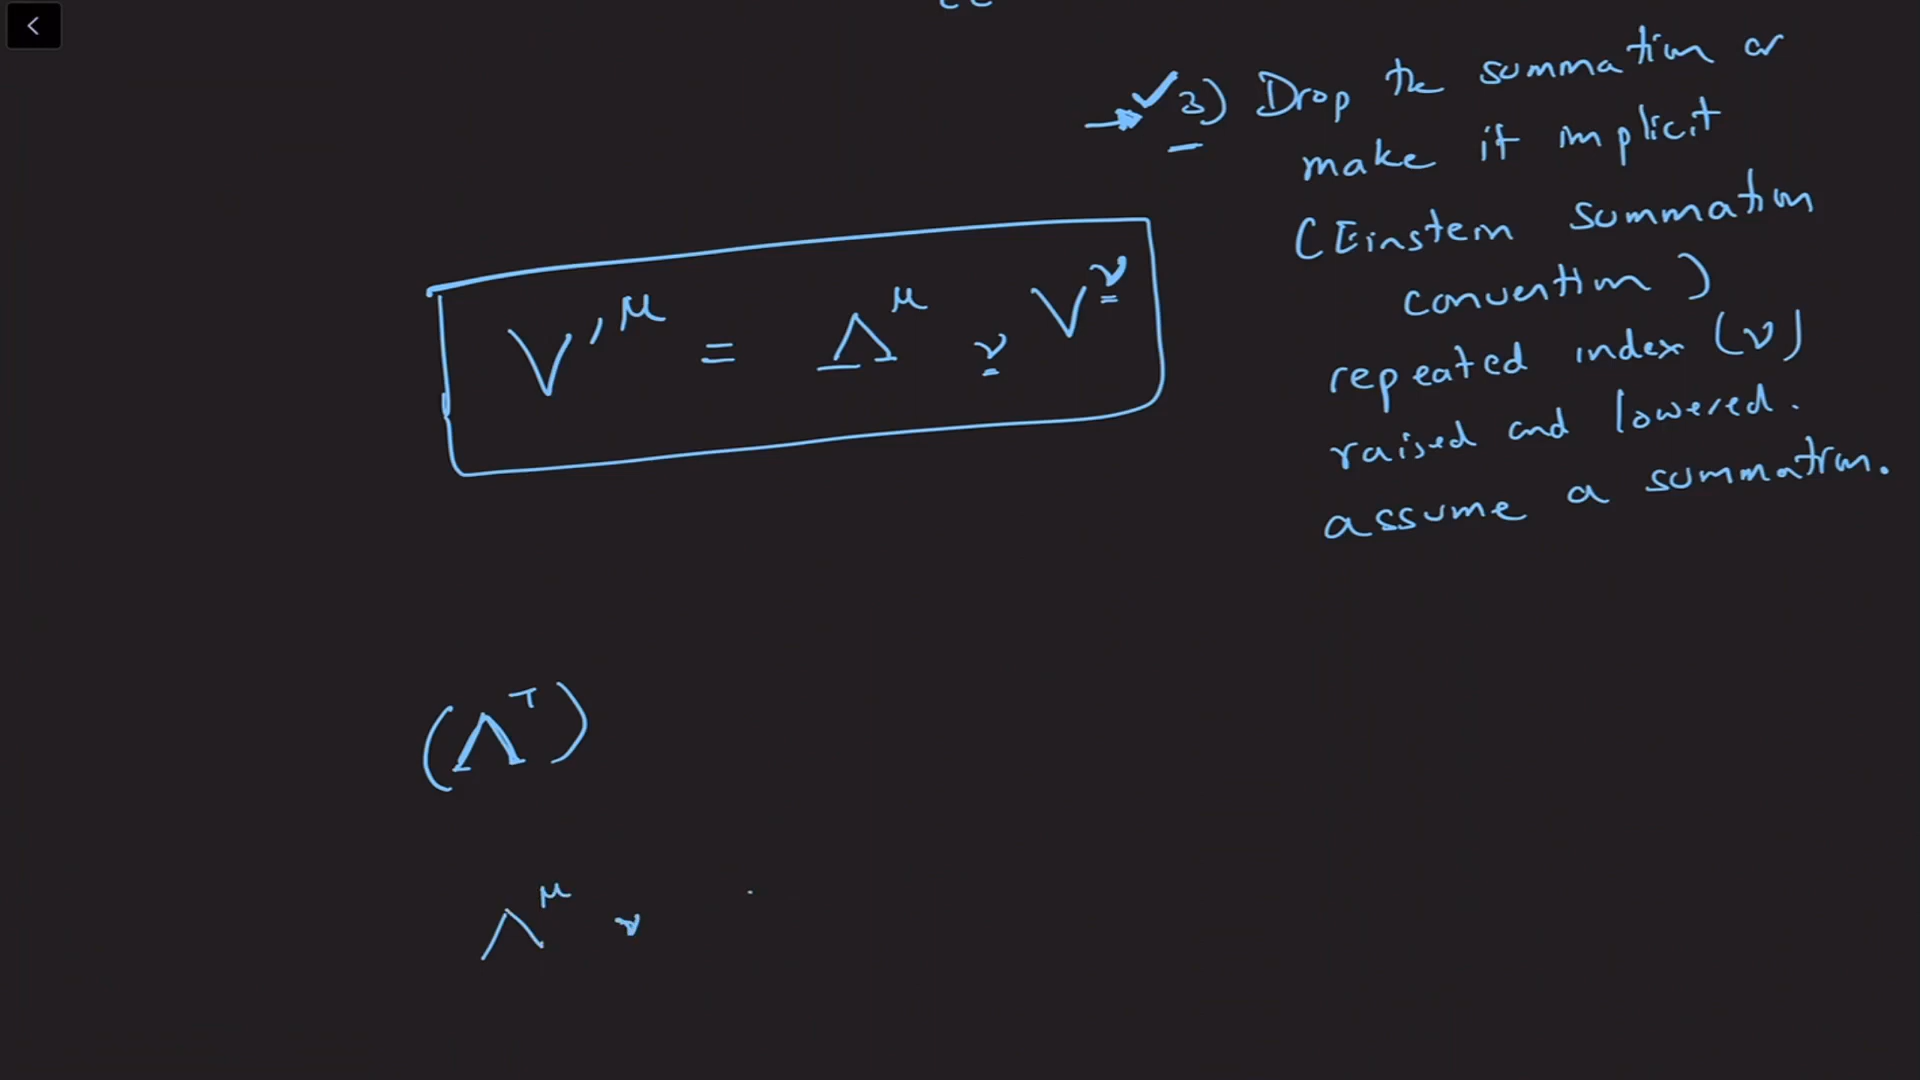 3) Drop the summation or
make it implicit
(Einstein summation
convention)
V'^μ = Λ^μ_ν V^ν
repeated index (ν)
raised and lowered.
assume a summation.
(Λ^T)
Λ^μ_ν